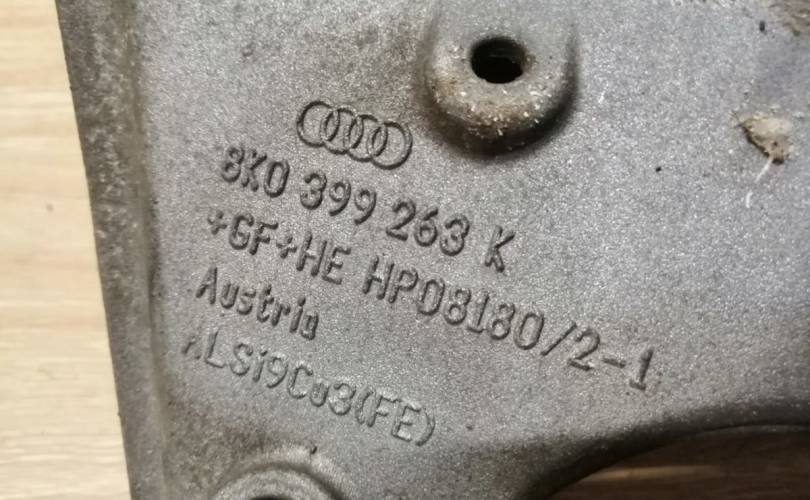 8K0 399 263 K
+GF+HE HP08180/2-1
Austria
ALSi9Cu3(FE)